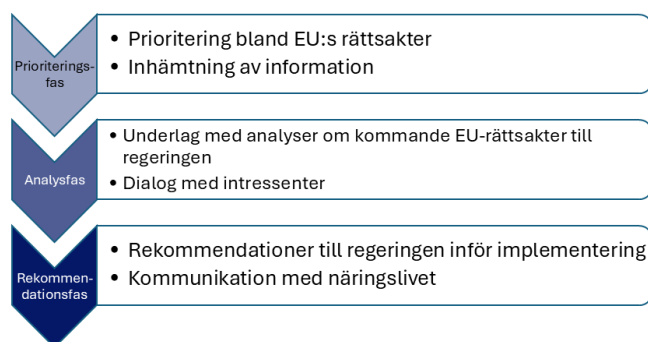 Prioriterings-
fas
• Prioritering bland EU:s rättsakter
• Inhämtning av information
Analysfas
• Underlag med analyser om kommande EU-rättsakter till
regeringen
• Dialog med intressenter
Rekommen-
dationsfas
• Rekommendationer till regeringen inför implementering
• Kommunikation med näringslivet